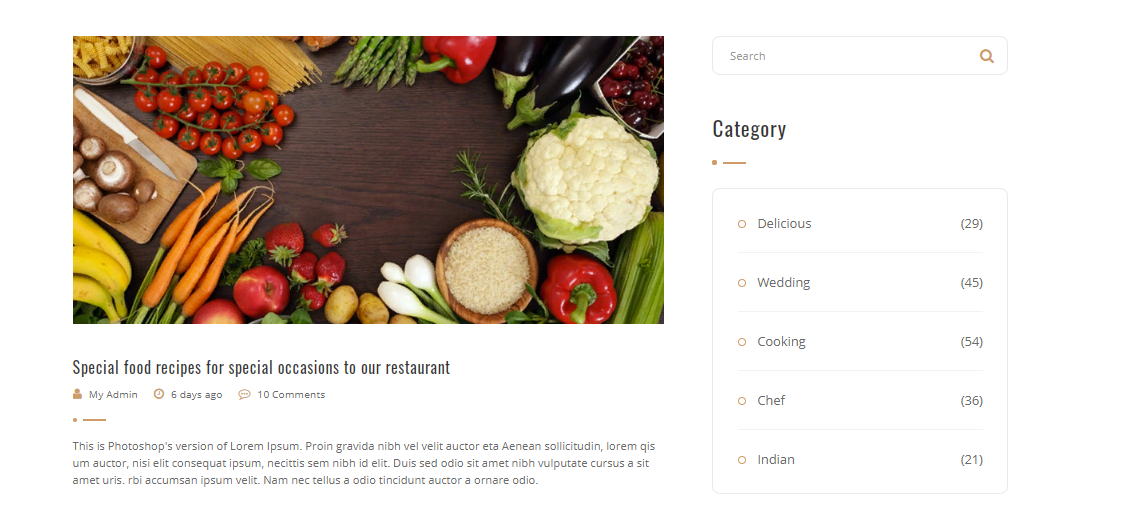 Special food recipes for special occasions to our restaurant
My Admin 6 days ago 10 Comments
This is Photoshop's version of Lorem Ipsum. Proin gravida nibh vel velit auctor eta Aenean sollicitudin, lorem qis
um auctor, nisi elit consequat ipsum, necittis sem nibh id elit. Duis sed odio sit amet nibh vulputate cursus a sit
amet uris. rbi accumsan ipsum velit. Nam nec tellus a odio tincidunt auctor a ornare odio.
Search
Category
Delicious (29)
Wedding (45)
Cooking (54)
Chef (36)
Indian (21)